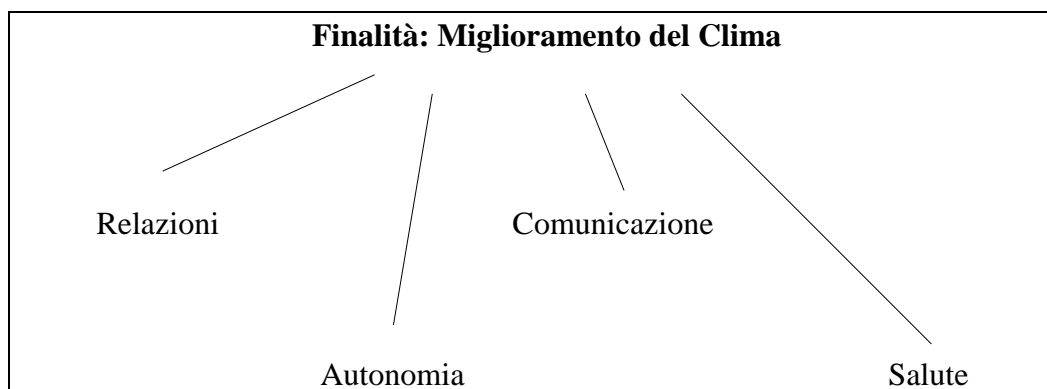 Finalità: Miglioramento del Clima
Relazioni Comunicazione
Autonomia Salute